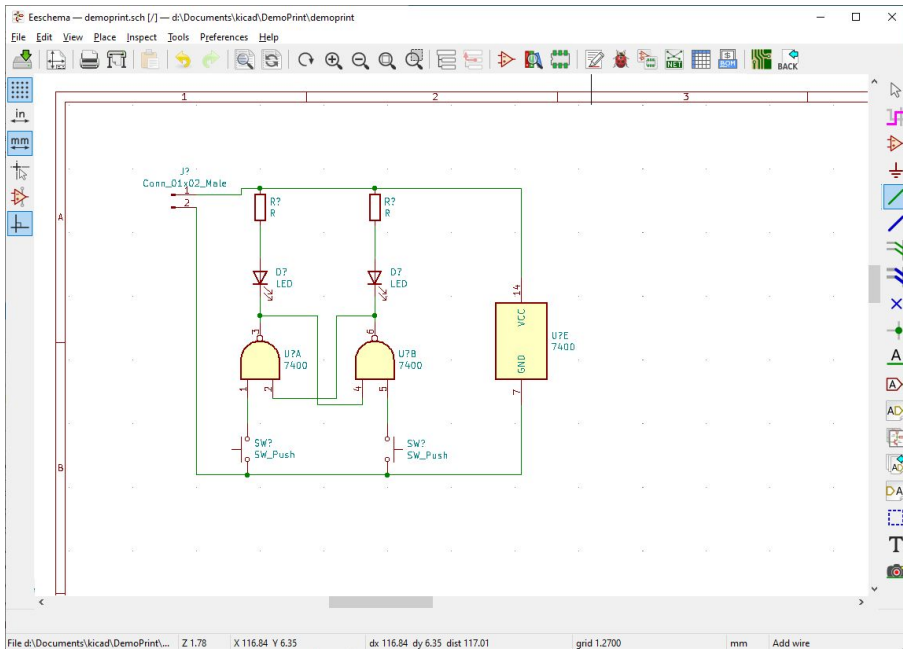 Eeschema — demoprint.sch [/] — d:\Documents\kicad\DemoPrint\demoprint
File Edit View Place Inspect Tools Preferences Help
NET BOM BACK
in
mm
1 2 3
A
B
J?
Conn_01x02_Male
1
2
R?
R
R?
R
D?
LED
D?
LED
14
VCC
GND
7
U?E
7400
3
U?A
7400
1 2
6
U?B
7400
4 5
SW?
SW_Push
SW?
SW_Push
A
A
AD
AD
DA
T
File d:\Documents\kicad\DemoPrint\... Z 1.78 X 116.84 Y 6.35 dx 116.84 dy 6.35 dist 117.01 grid 1.2700 mm Add wire